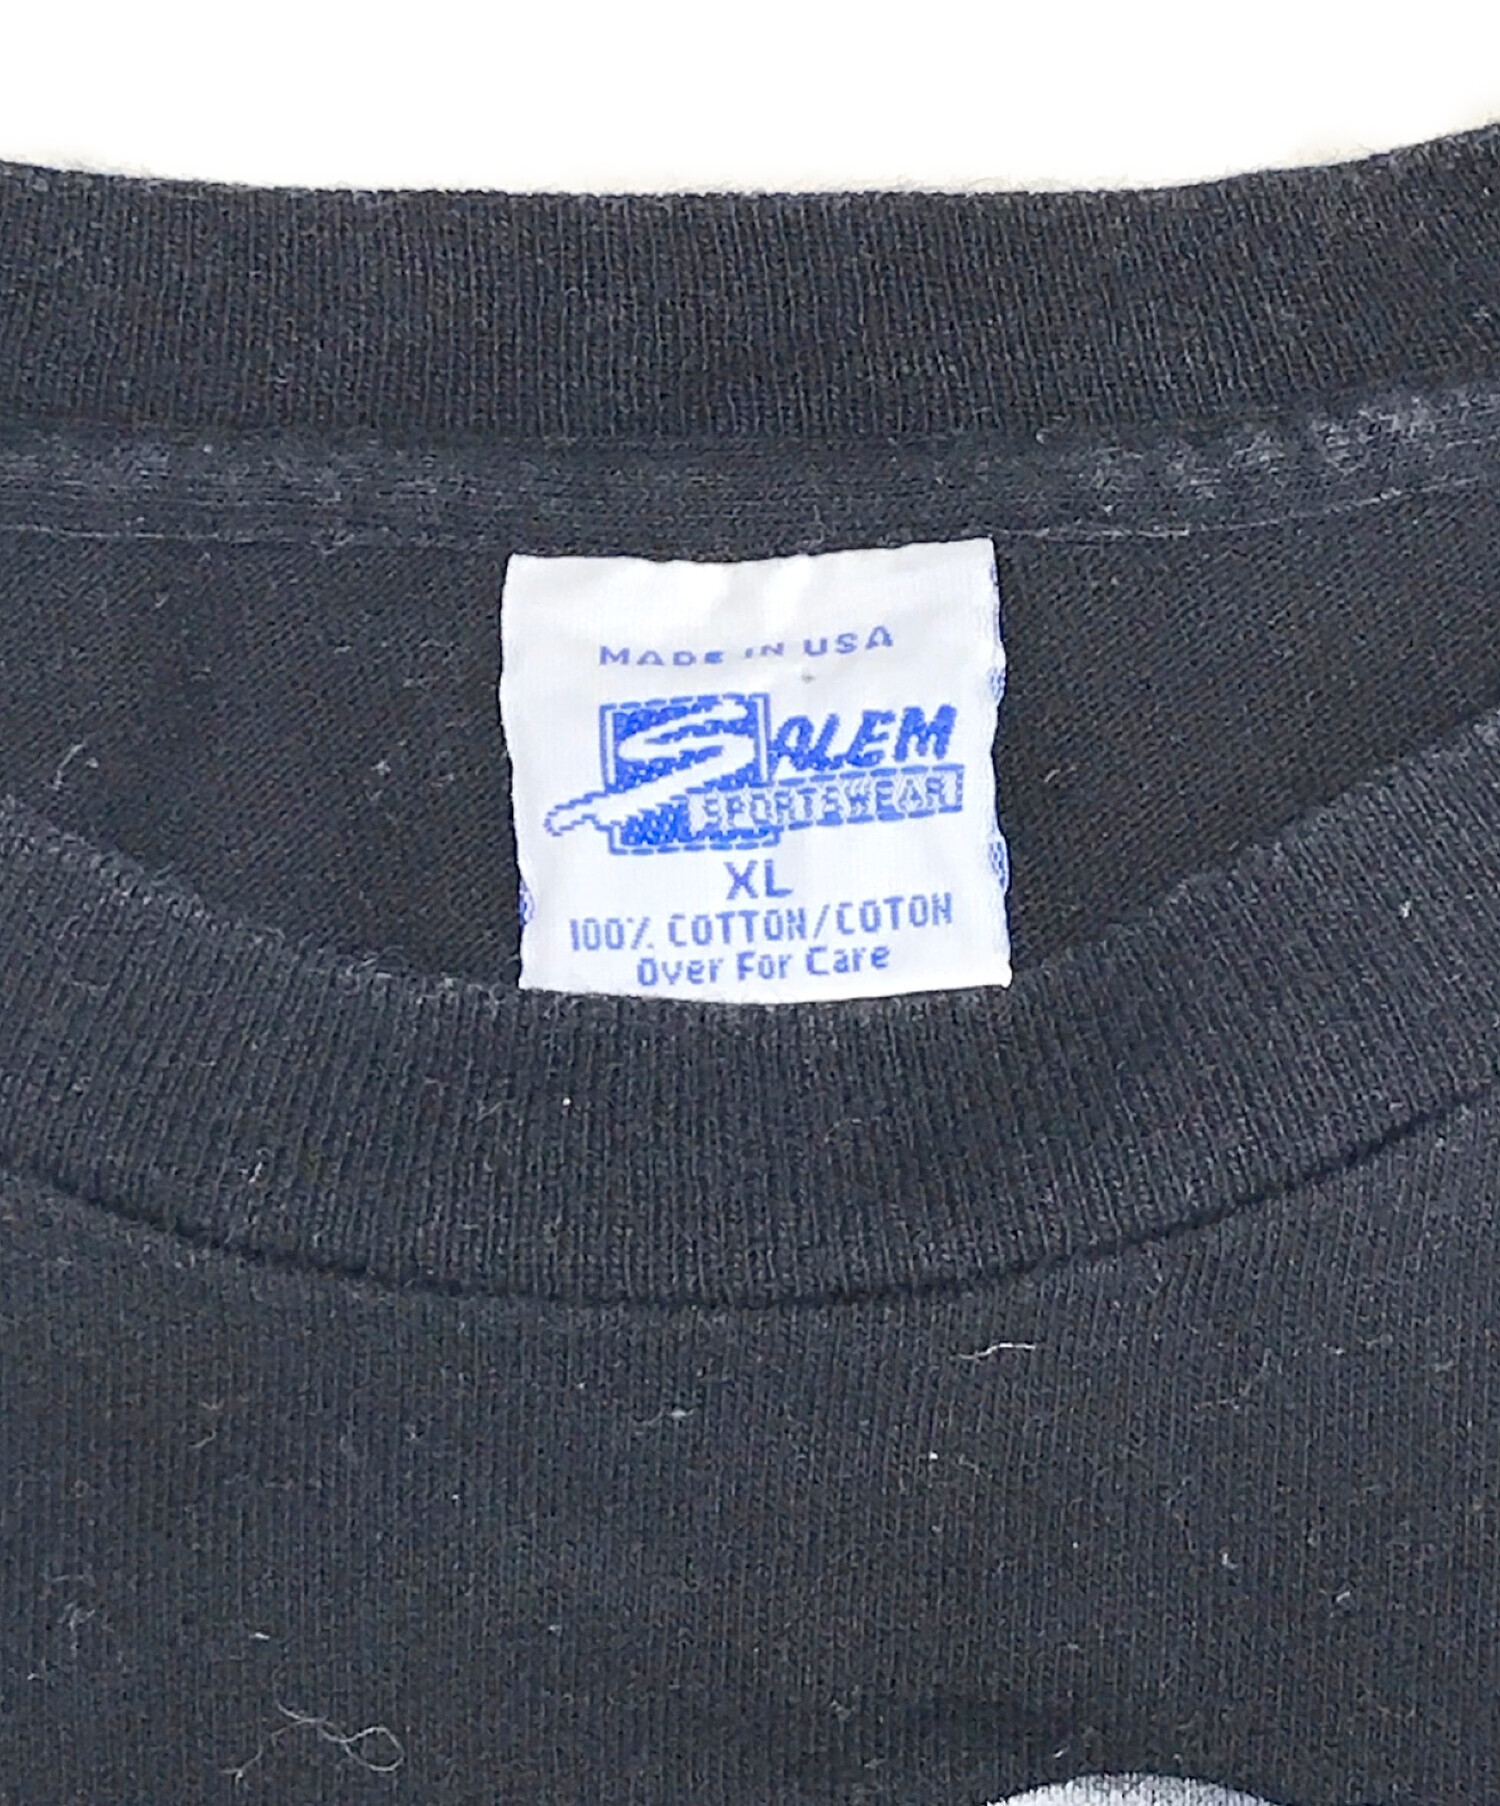 MADE IN USA
SALEM
SPORTSWEAR
XL
100% COTTON/COTON
Over For Care